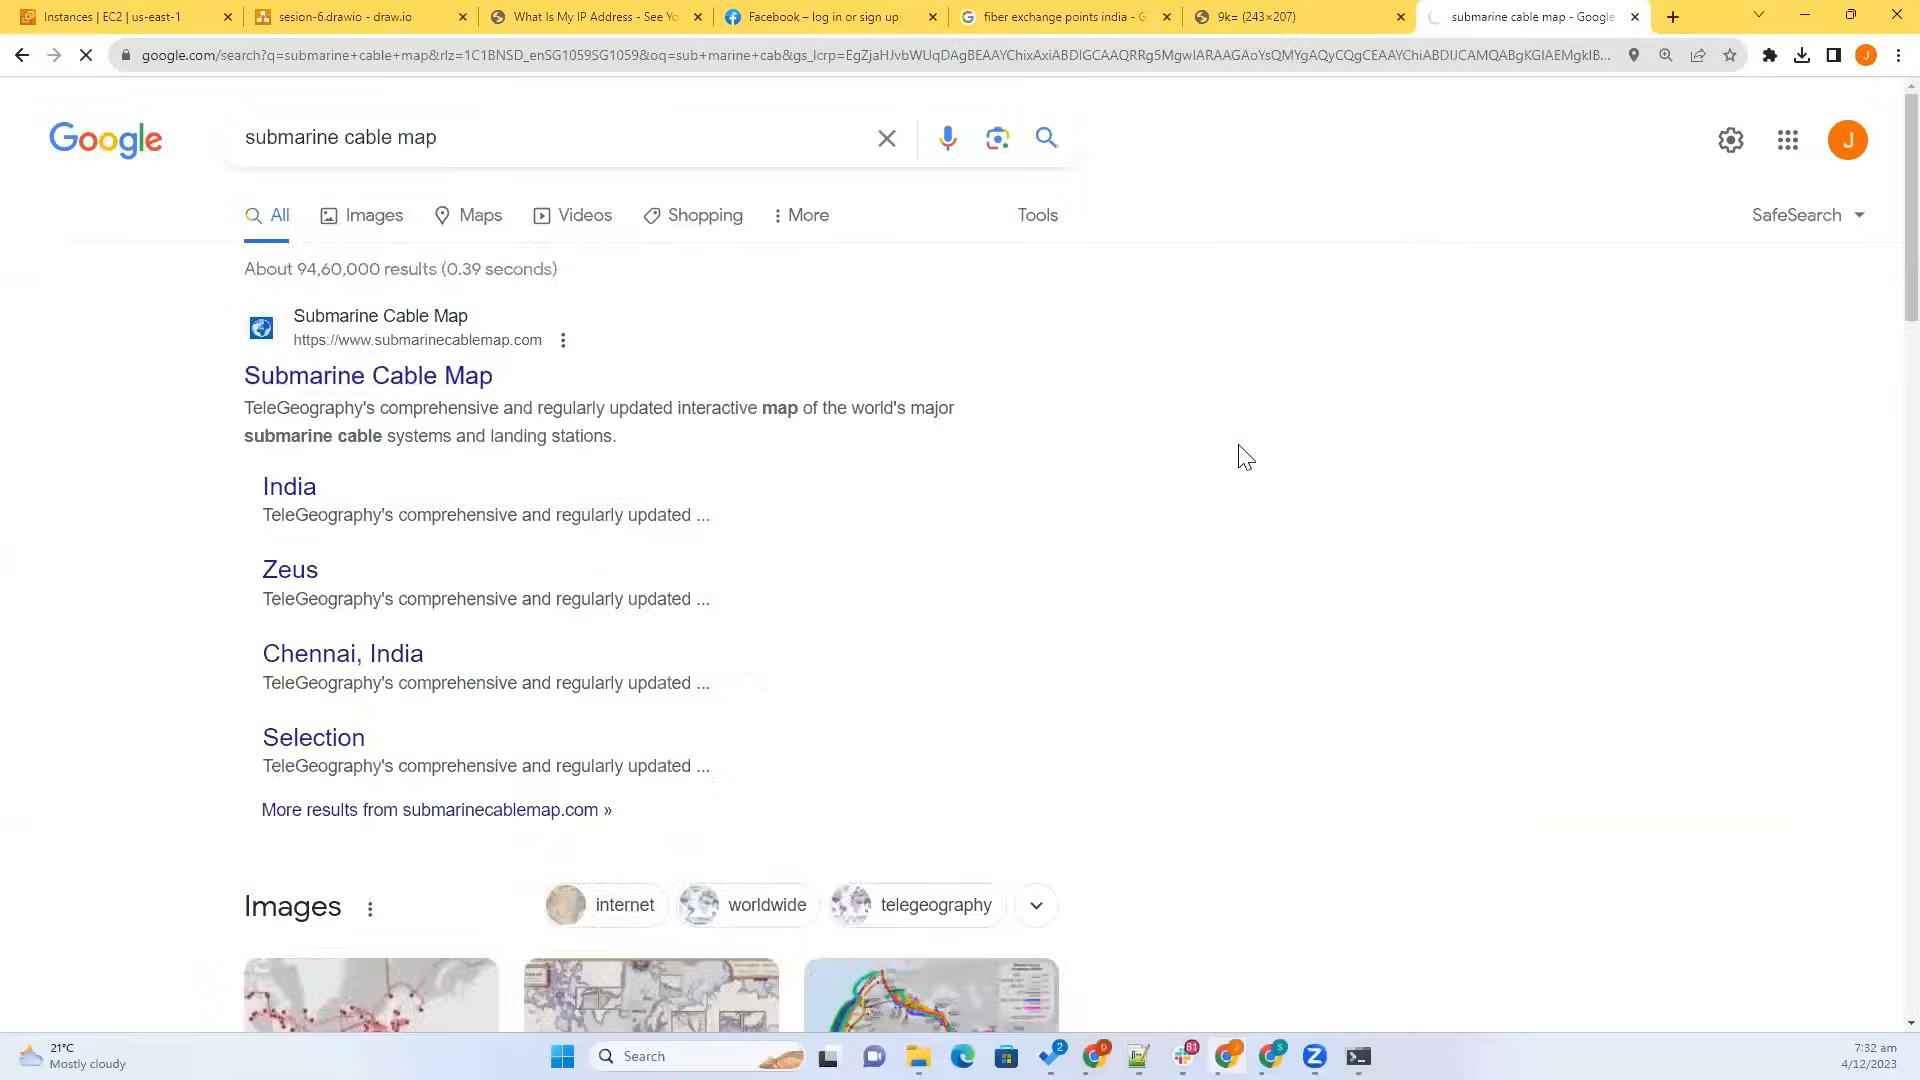 Instances | EC2 | us-east-1
sesion-6.drawio - draw.io
What Is My IP Address - See Yo
Facebook – log in or sign up
fiber exchange points india - G
9k= (243×207)
submarine cable map - Google
google.com/search?q=submarine+cable+map&rlz=1C1BNSD_enSG1059SG1059&oq=sub+marine+cab&gs_lcrp=
Google
submarine cable map
J
All
Images
Maps
Videos
Shopping
More
Tools
SafeSearch
About 94,60,000 results (0.39 seconds)
Submarine Cable Map
https://www.submarinecablemap.com
Submarine Cable Map
TeleGeography's comprehensive and regularly updated interactive map of the world's major
submarine cable systems and landing stations.
India
TeleGeography's comprehensive and regularly updated ...
Zeus
TeleGeography's comprehensive and regularly updated ...
Chennai, India
TeleGeography's comprehensive and regularly updated ...
Selection
TeleGeography's comprehensive and regularly updated ...
More results from submarinecablemap.com »
Images
internet
worldwide
telegeography
21°C
Mostly cloudy
Search
2
D
81
J
S
7:32 am
4/12/2023